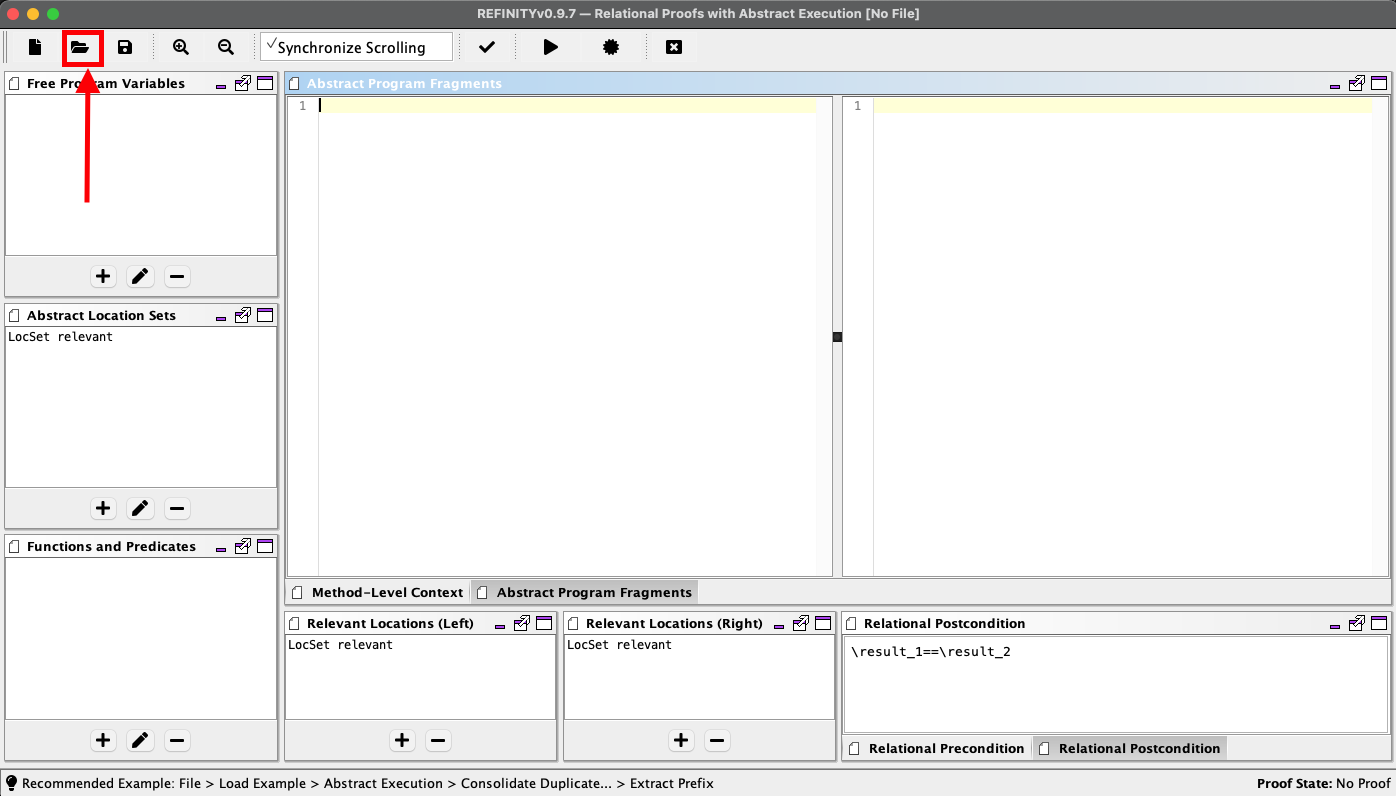 REFINITYv0.9.7 — Relational Proofs with Abstract Execution [No File]
✓Synchronize Scrolling
Free Program Variables
Abstract Program Fragments
1
1
Abstract Location Sets
LocSet relevant
Functions and Predicates
Method-Level Context
Abstract Program Fragments
Relevant Locations (Left)
LocSet relevant
Relevant Locations (Right)
LocSet relevant
Relational Postcondition
\result_1==\result_2
Relational Precondition
Relational Postcondition
Recommended Example: File > Load Example > Abstract Execution > Consolidate Duplicate... > Extract Prefix
Proof State: No Proof